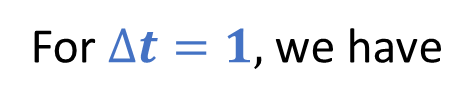 For Δt = 1, we have